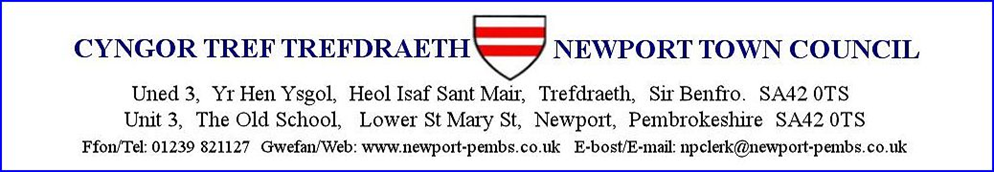 CYNGOR TREF TREFDRAETH NEWPORT TOWN COUNCIL
Uned 3, Yr Hen Ysgol, Heol Isaf Sant Mair, Trefdraeth, Sir Benfro. SA42 0TS
Unit 3, The Old School, Lower St Mary St, Newport, Pembrokeshire SA42 0TS
Ffon/Tel: 01239 821127 Gwefan/Web: www.newport-pembs.co.uk E-bost/E-mail: npclerk@newport-pembs.co.uk